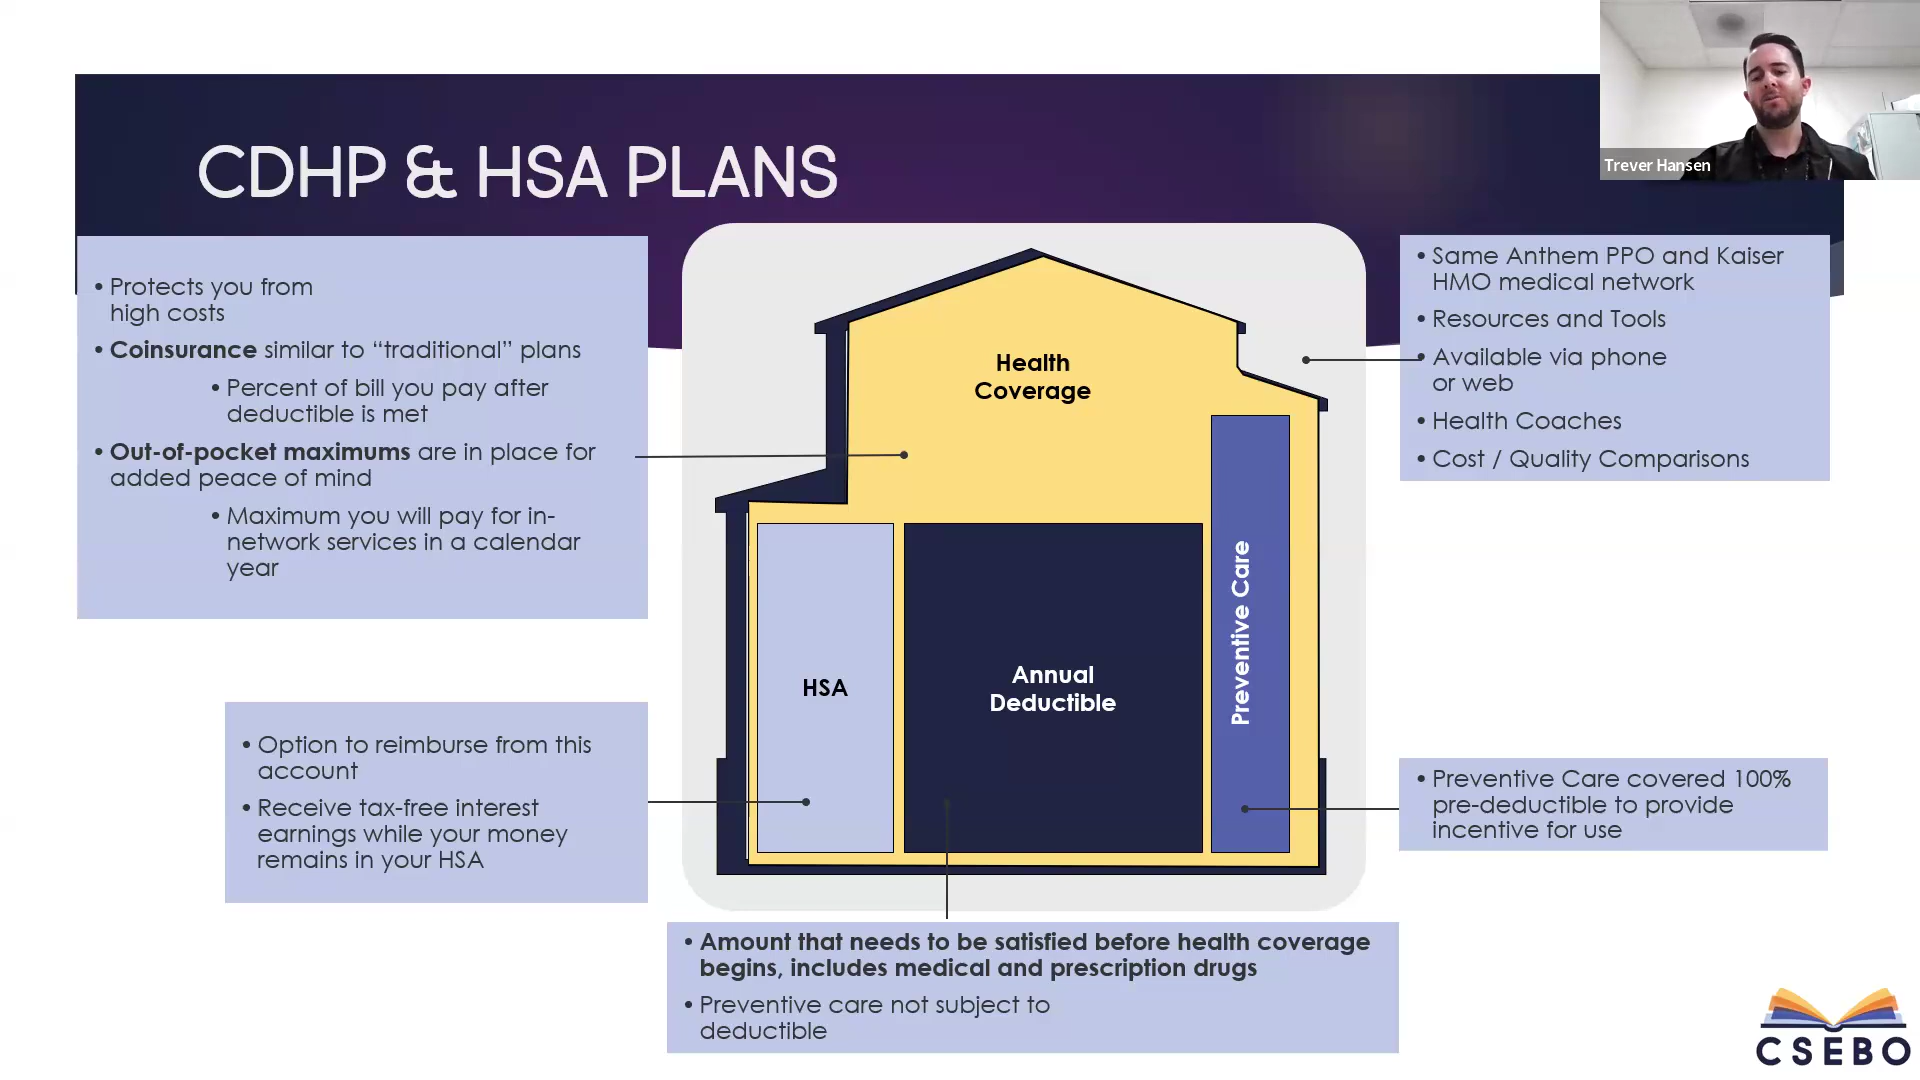 CDHP & HSA PLANS
Trever Hansen
• Protects you from
high costs
• Coinsurance similar to “traditional” plans
• Percent of bill you pay after
deductible is met
• Out-of-pocket maximums are in place for
added peace of mind
• Maximum you will pay for in-
network services in a calendar
year
Health
Coverage
• Same Anthem PPO and Kaiser
HMO medical network
• Resources and Tools
• Available via phone
or web
• Health Coaches
• Cost / Quality Comparisons
HSA
Annual
Deductible
Preventive Care
• Option to reimburse from this
account
• Receive tax-free interest
earnings while your money
remains in your HSA
• Preventive Care covered 100%
pre-deductible to provide
incentive for use
• Amount that needs to be satisfied before health coverage
begins, includes medical and prescription drugs
• Preventive care not subject to
deductible
CSEBO